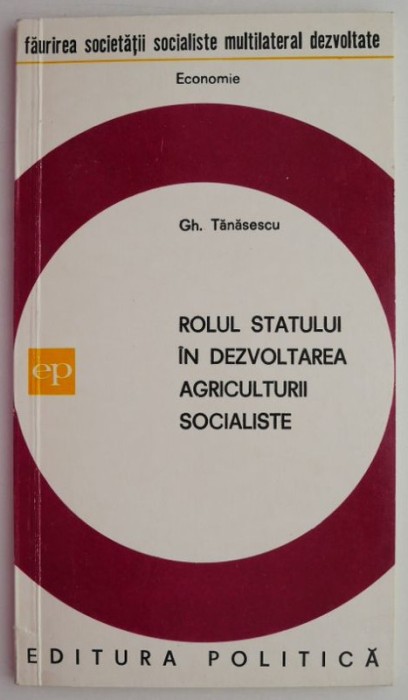 făurirea societății socialiste multilateral dezvoltate
Economie
Gh. Tănăsescu
ROLUL STATULUI
ÎN DEZVOLTAREA
AGRICULTURII
SOCIALISTE
ep
EDITURA POLITICĂ